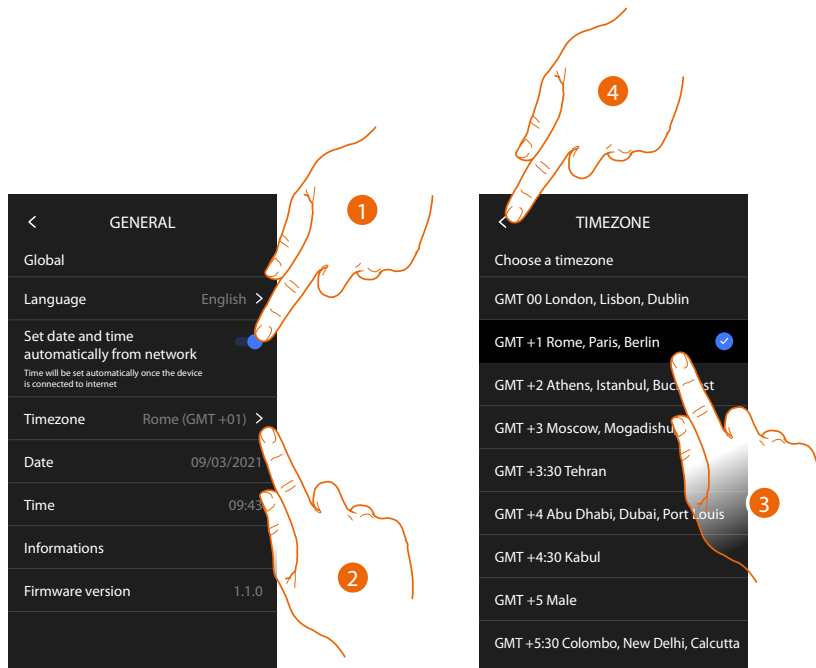 GENERAL
Global
Language English
Set date and time
automatically from network
Time will be set automatically once the device
is connected to internet
Timezone Rome (GMT +01)
Date 09/03/2021
Time 09:43
Informations
Firmware version 1.1.0
1
2
4
TIMEZONE
Choose a timezone
GMT 00 London, Lisbon, Dublin
GMT +1 Rome, Paris, Berlin
GMT +2 Athens, Istanbul,
GMT +3 Moscow, Mogadishu
GMT +3:30 Tehran
GMT +4 Abu Dhabi, Dubai, Port Louis
GMT +4:30 Kabul
GMT +5 Male
GMT +5:30 Colombo, New Delhi, Calcutta
3